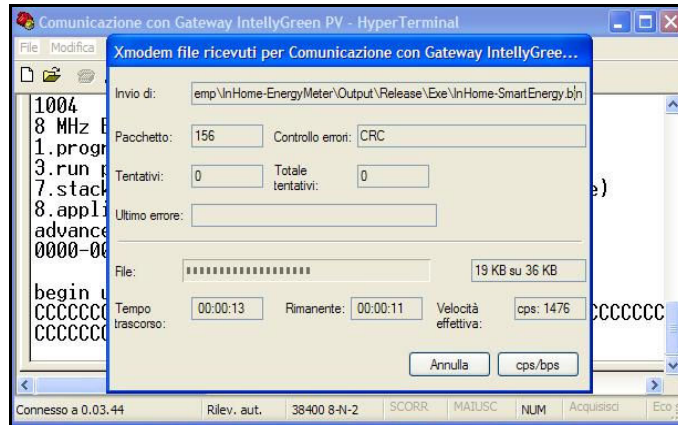 Comunicazione con Gateway IntellyGreen PV - HyperTerminal
File Modifica
Xmodem file ricevuti per Comunicazione con Gateway IntellyGree...
Invio di: emp\InHome-EnergyMeter\Output\Release\Exe\InHome-SmartEnergy.bin
Pacchetto: 156 Controllo errori: CRC
Tentativi: 0 Totale tentativi: 0
Ultimo errore:
File: 19 KB su 36 KB
Tempo trascorso: 00:00:13 Rimanente: 00:00:11 Velocità effettiva: cps: 1476
Annulla cps/bps
1004
8 MHz
1.progr
3.run
7.stack e)
8.appli
advance
0000-00
begin u
CCCCCCC CCCCCCC
CCCCCCC
Connesso a 0.03.44 Rilev. aut. 38400 8-N-2 SCORR MAIUSC NUM Acquisisci Eco